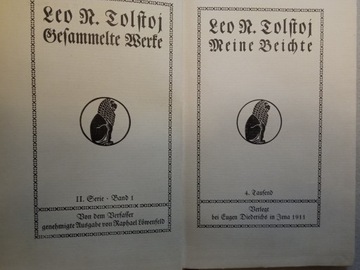 Leo N. Tolstoj
Gesammelte Werke
II. Serie · Band 1
Von dem Verfasser
genehmigte Ausgabe von Raphael Löwenfeld
Leo N. Tolstoj
Meine Beichte
4. Tausend
Verlegt
bei Eugen Diederichs in Jena 1911